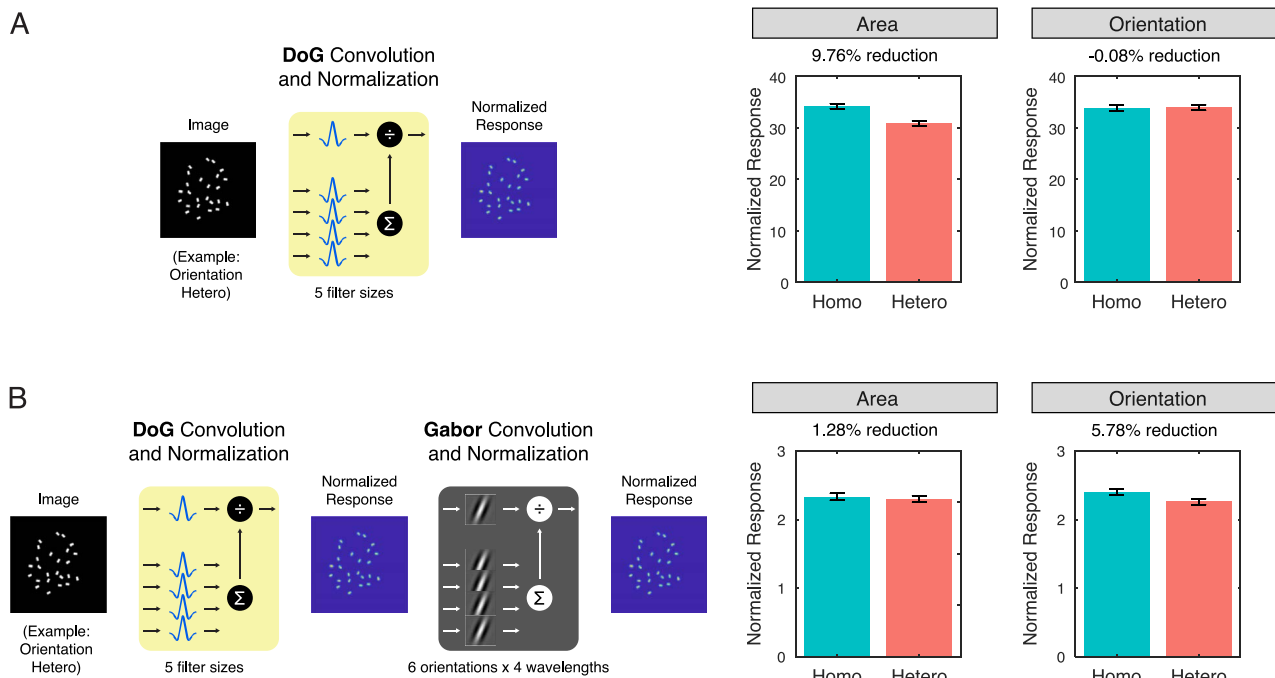 A
DoG Convolution
and Normalization
Image
(Example:
Orientation
Hetero)
÷
Σ
5 filter sizes
Normalized
Response
Area
9.76% reduction
Normalized Response
40
30
20
10
0
Homo Hetero
Orientation
-0.08% reduction
Normalized Response
40
30
20
10
0
Homo Hetero
B
DoG Convolution
and Normalization
Image
(Example:
Orientation
Hetero)
÷
Σ
5 filter sizes
Normalized
Response
Gabor Convolution
and Normalization
÷
Σ
6 orientations x 4 wavelengths
Normalized
Response
Area
1.28% reduction
Normalized Response
3
2
1
0
Homo Hetero
Orientation
5.78% reduction
Normalized Response
3
2
1
0
Homo Hetero